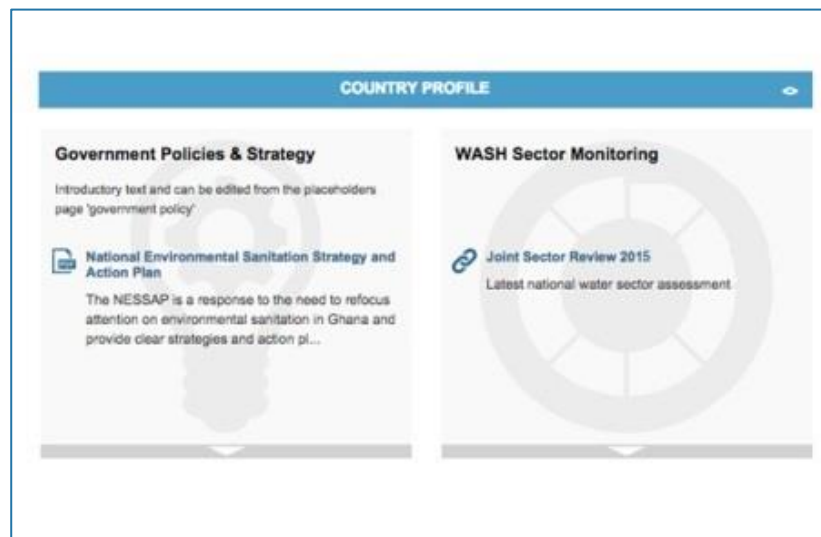 COUNTRY PROFILE
Government Policies & Strategy
Introductory text and can be edited from the placeholders
page 'government policy'
National Environmental Sanitation Strategy and
Action Plan
The NESSAP is a response to the need to refocus
attention on environmental sanitation in Ghana and
provide clear strategies and action pl...
WASH Sector Monitoring
Joint Sector Review 2015
Latest national water sector assessment